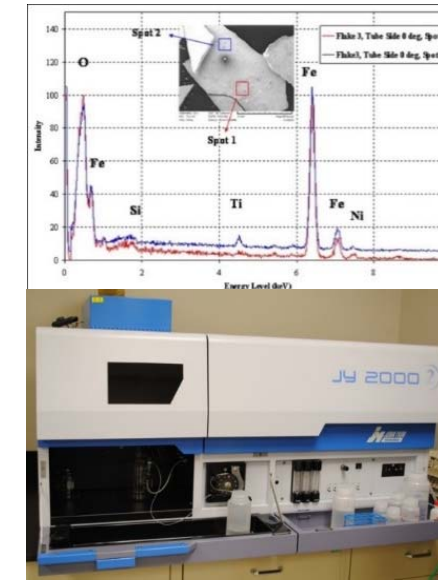 140
120
100
80
60
40
20
0
Intensity
O
Fe
Si
Ti
Fe
Fe
Ni
Spot 2
Spot 1
Flake 3, Tube Side 0 deg, Spot
Flake3, Tube Side 0 deg, Spot
0 2 4 6 8
Energy Level (keV)
JY 2000